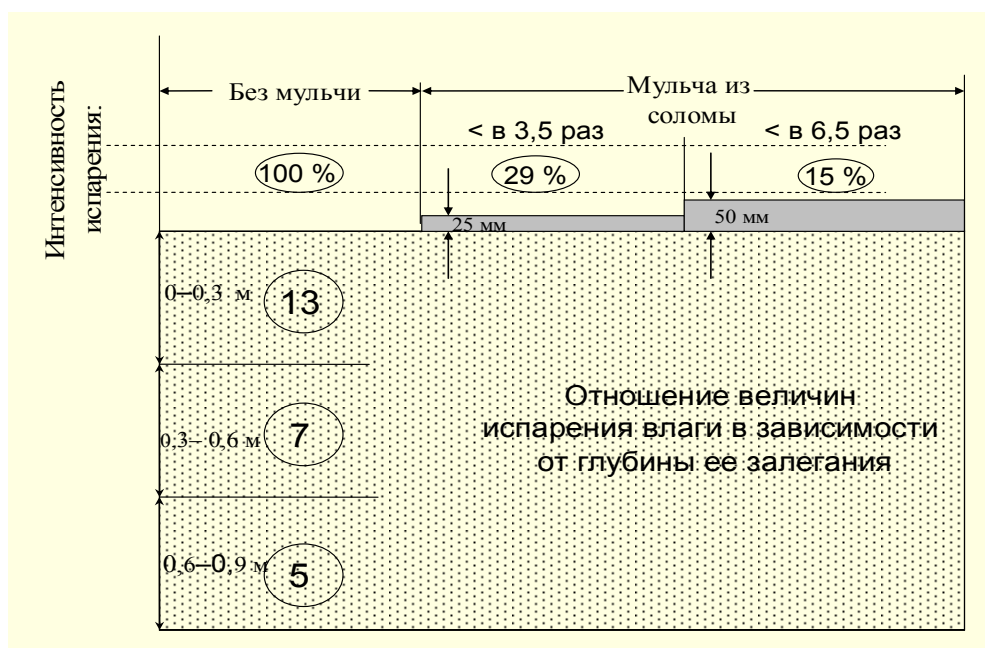 Интенсивность
испарения:
Без мульчи
Мульча из
соломы
< в 3,5 раз
< в 6,5 раз
100 %
29 %
15 %
25 мм
50 мм
0–0,3 м
13
0,3– 0,6 м
7
0,6–0,9 м
5
Отношение величин
испарения влаги в зависимости
от глубины ее залегания